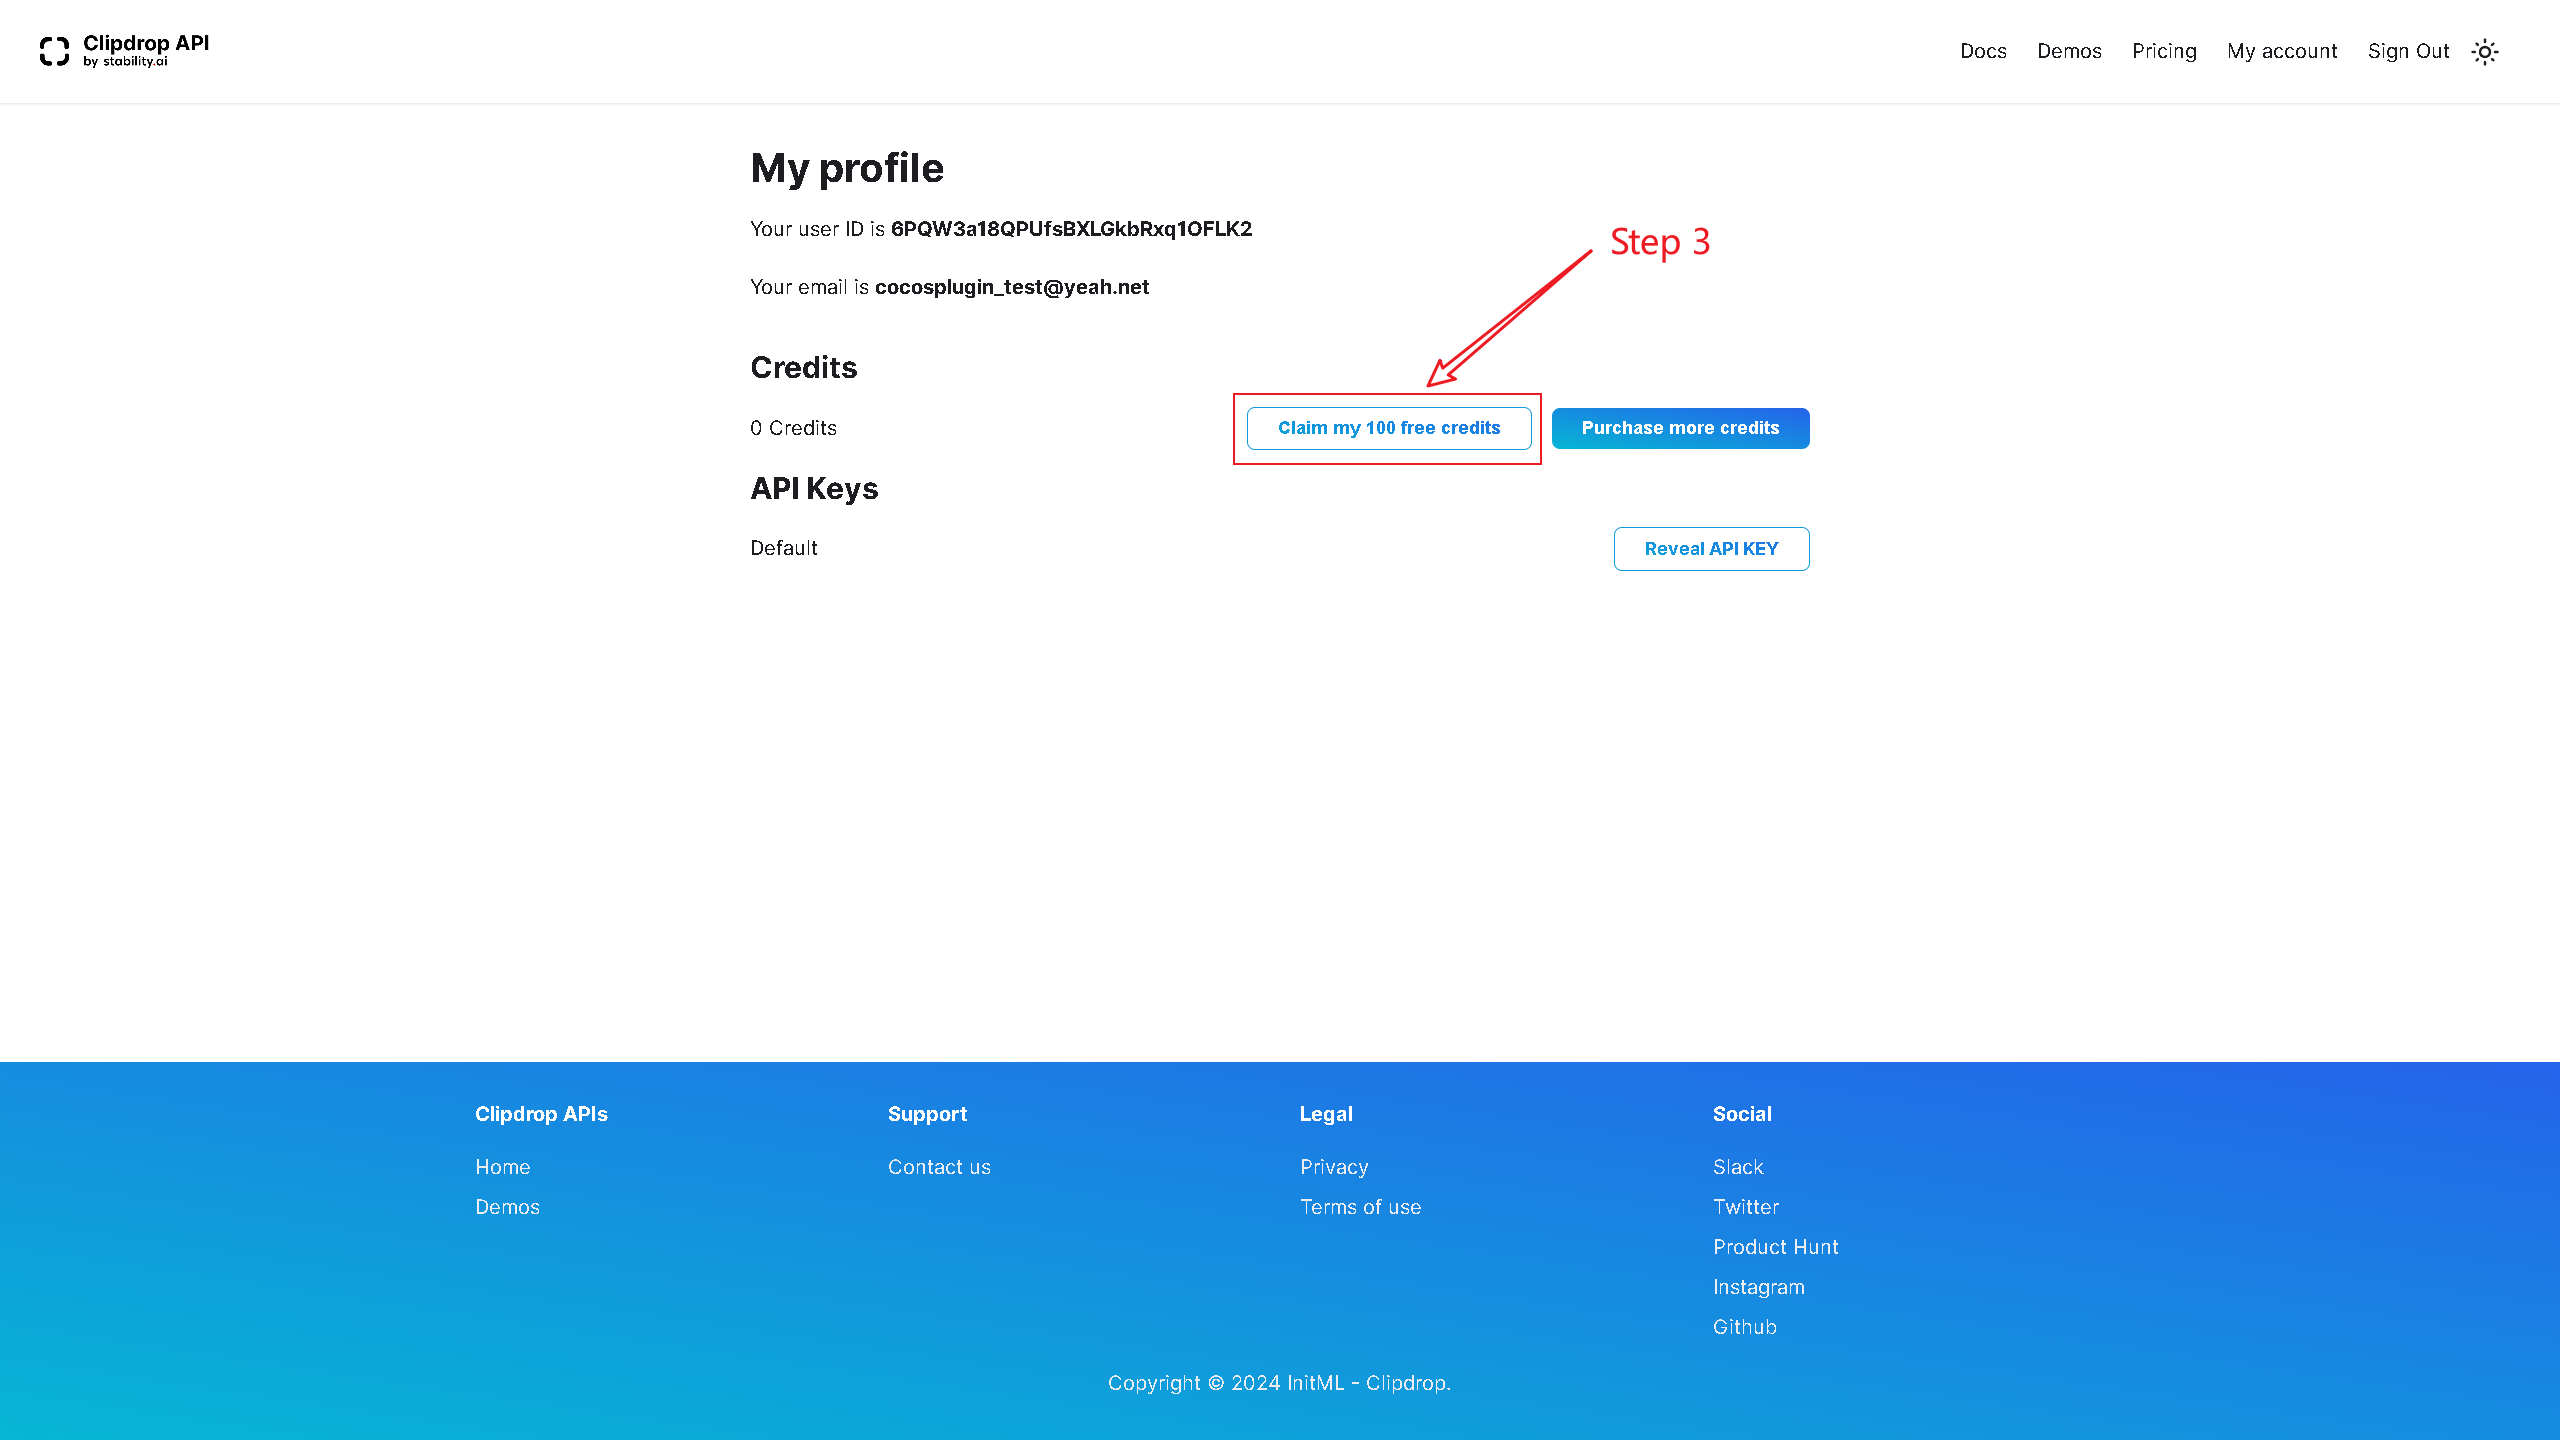 Clipdrop API
by stability.ai
Docs
Demos
Pricing
My account
Sign Out
My profile
Your user ID is 6PQW3a18QPUfsBXLGkbRxq1OFLK2
Step 3
Your email is cocosplugin_test@yeah.net
Credits
0 Credits
Claim my 100 free credits
Purchase more credits
API Keys
Default
Reveal API KEY
Clipdrop APIs
Home
Demos
Support
Contact us
Legal
Privacy
Terms of use
Social
Slack
Twitter
Product Hunt
Instagram
Github
Copyright © 2024 InitML - Clipdrop.